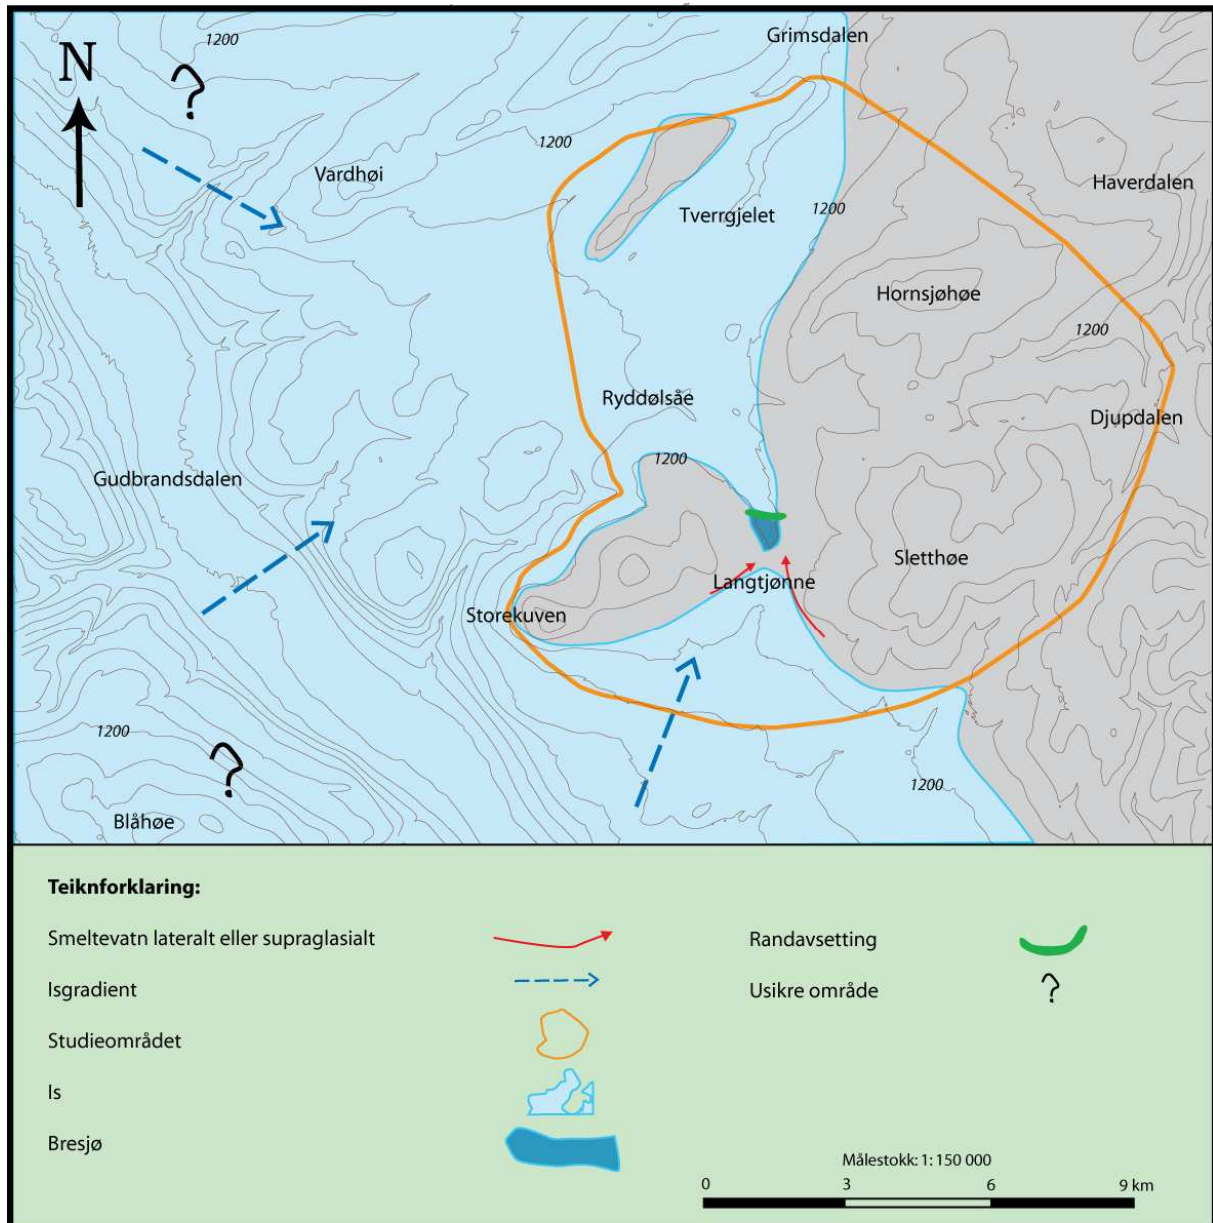 Grimsdalen
1200
N
?
1200
Vardhøi
Haverdalen
1200
Tverrgjelet
Hornsjøhøe
1200
Ryddølsåe
Djupdalen
1200
Gudbrandsdalen
Sletthøe
Langtjønne
Storekuven
1200
?
1200
Blåhøe
Teiknforklaring:
Smeltevatn lateralt eller supraglasialt
Randavsetting
Isgradient
Usikre område
?
Studieområdet
Is
Bresjø
Målestokk: 1: 150 000
0 3 6 9 km